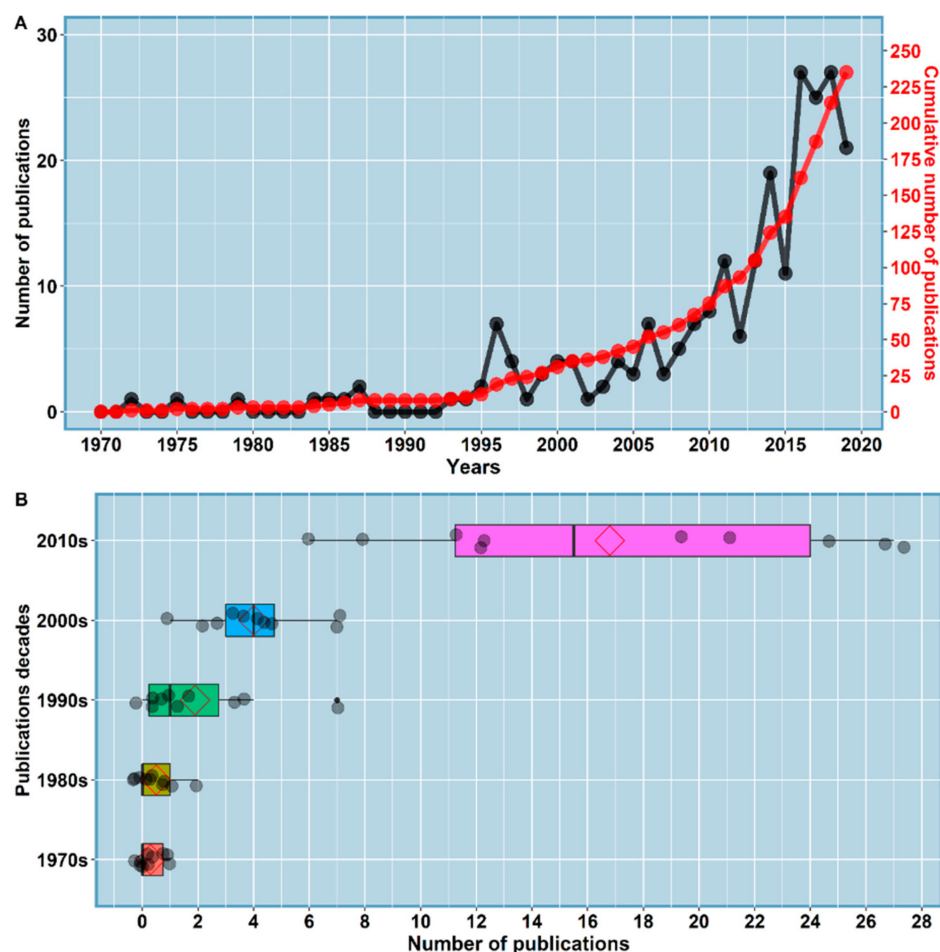 A
30
20
10
0
Number of publications
250
225
200
175
150
125
100
75
50
25
0
Cumulative number of publications
1970 1975 1980 1985 1990 1995 2000 2005 2010 2015 2020
Years
B
2010s
2000s
1990s
1980s
1970s
Publications decades
0 2 4 6 8 10 12 14 16 18 20 22 24 26 28
Number of publications